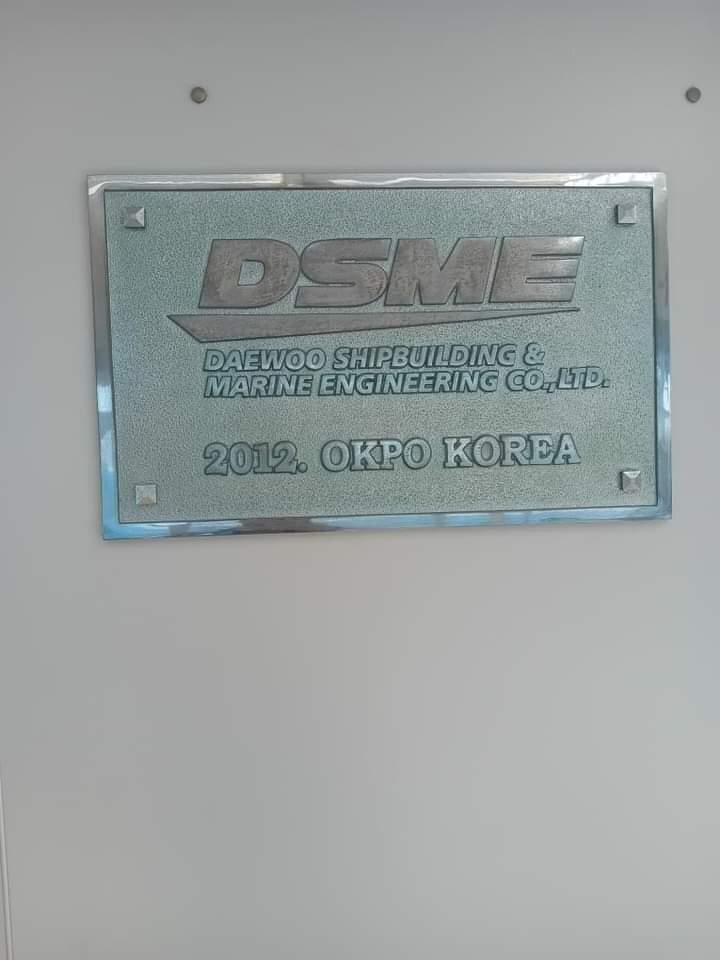 DSME
DAEWOO SHIPBUILDING &
MARINE ENGINEERING CO., LTD.
2012. OKPO KOREA